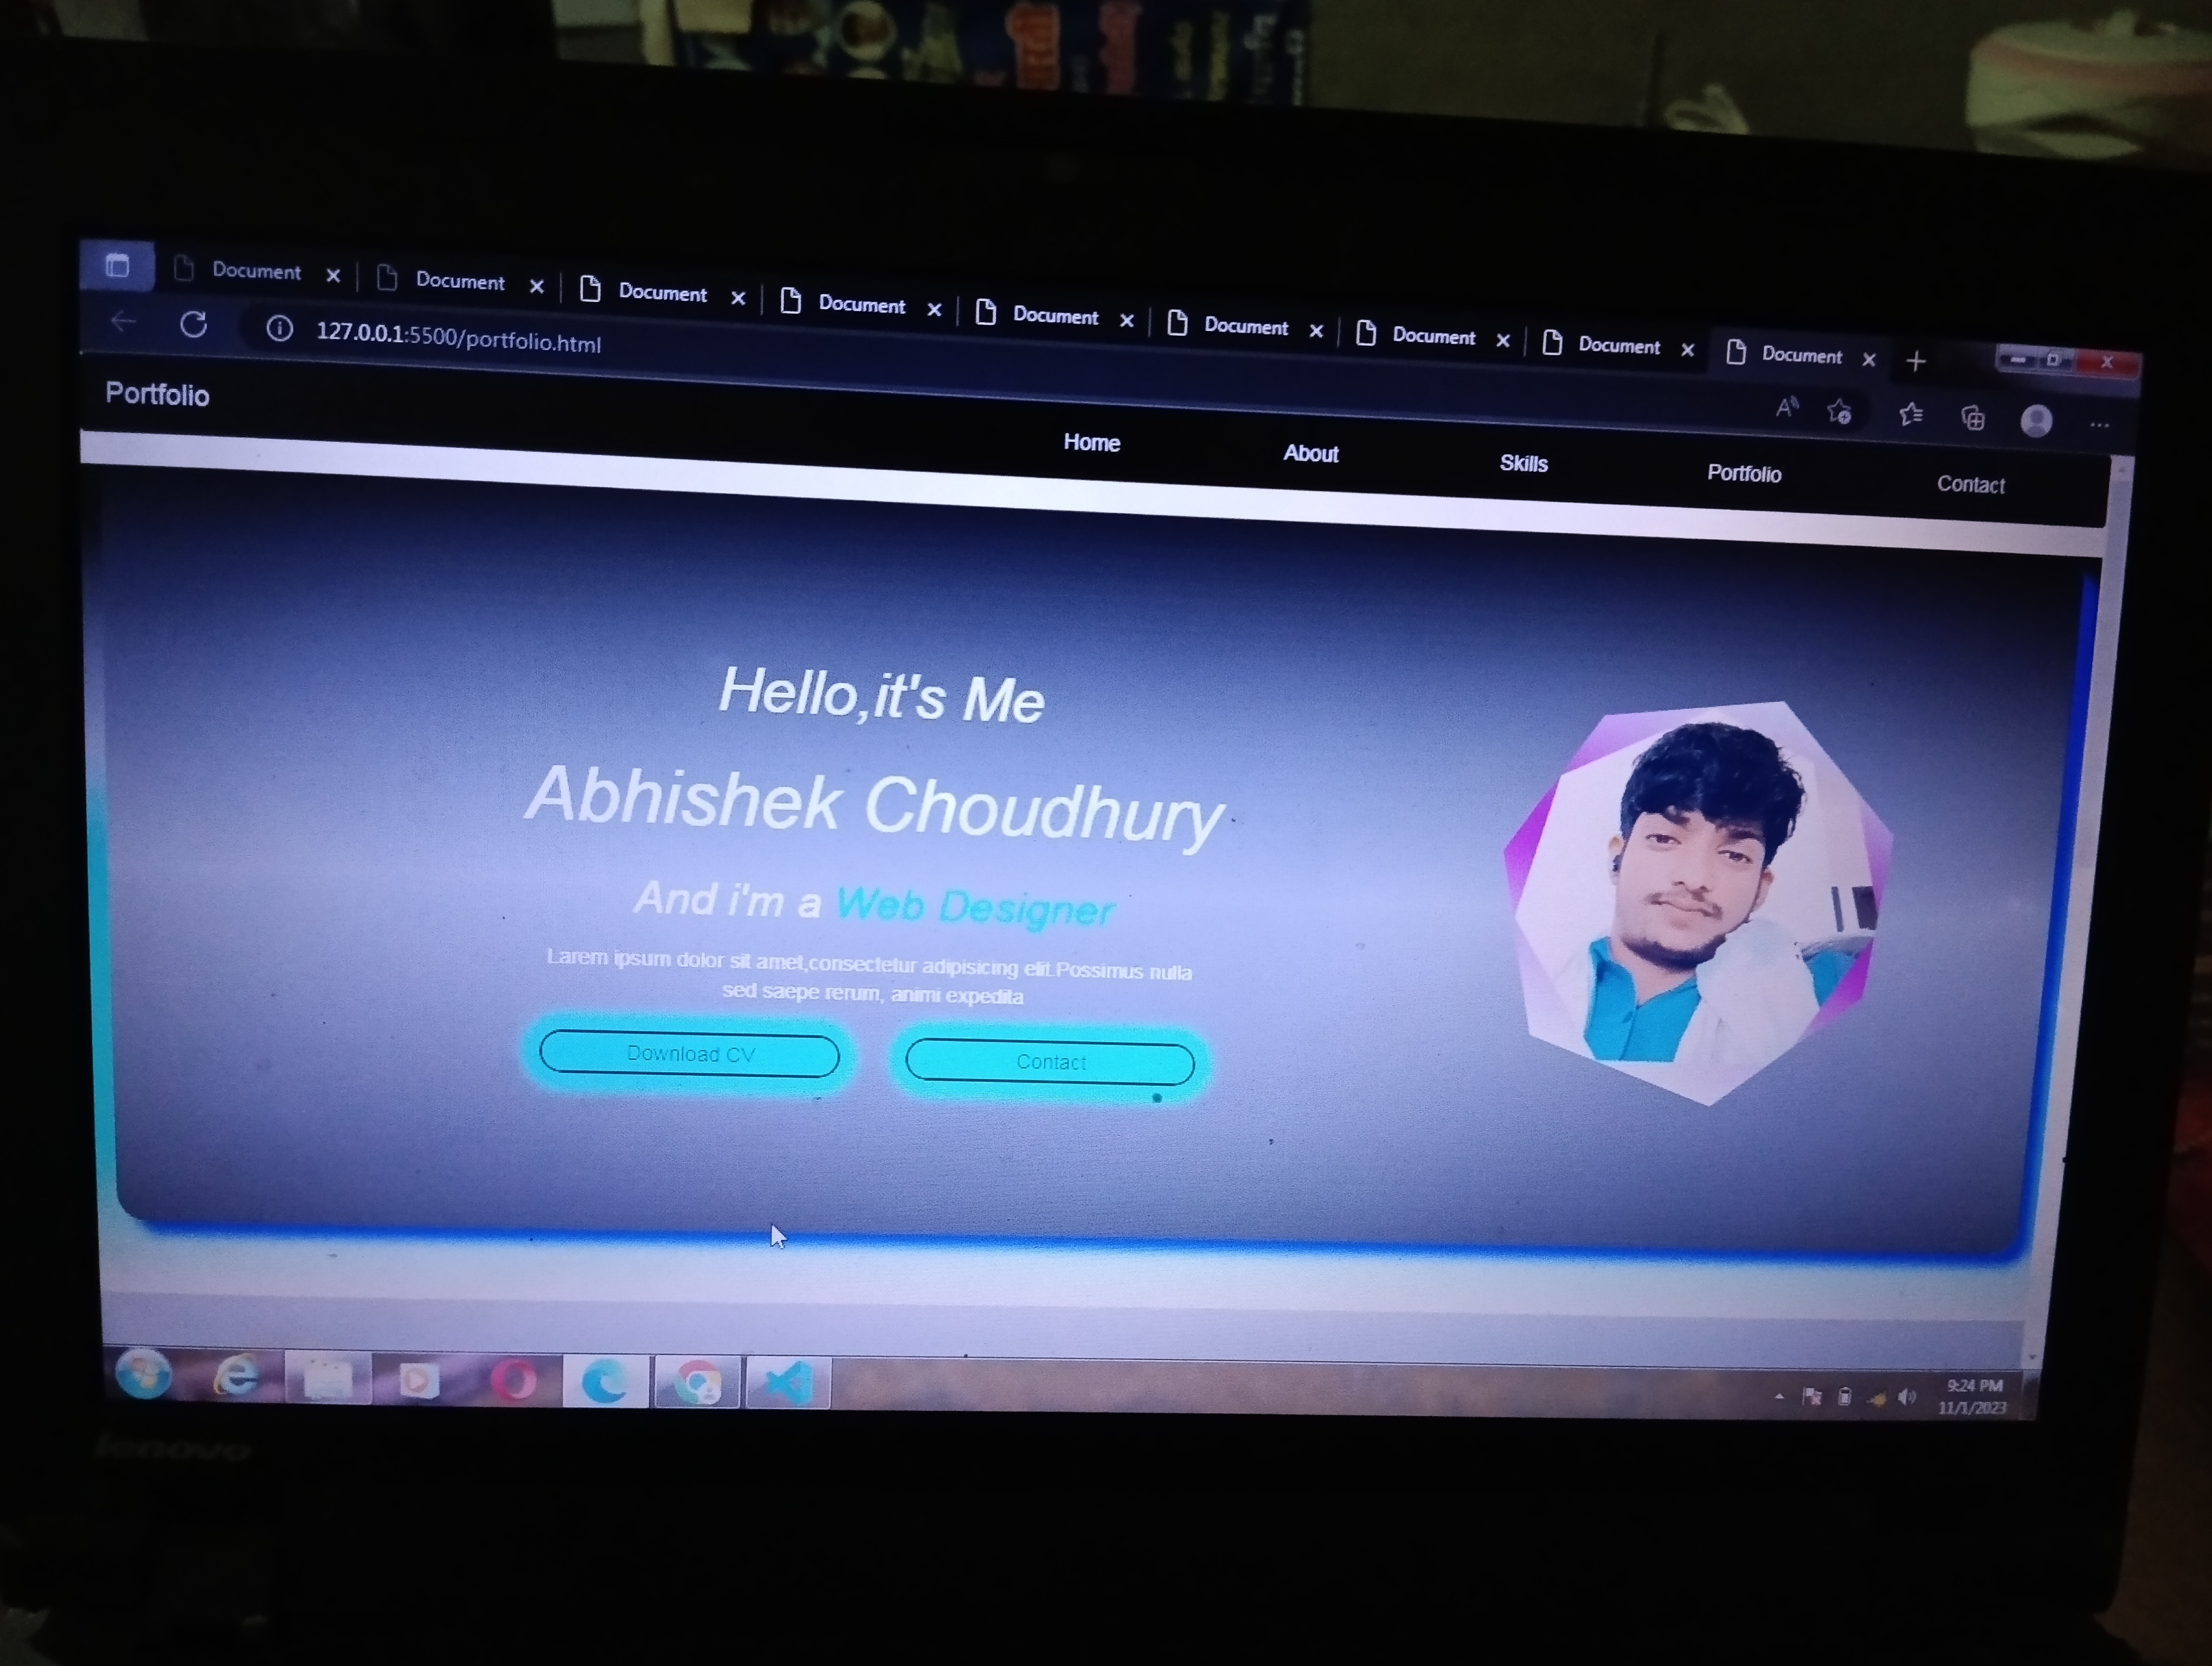 Document
Document
Document
Document
Document
Document
Document
Document
Document
127.0.0.1:5500/portfolio.html
Portfolio
Home
About
Skills
Portfolio
Contact
Hello,it's Me
Abhishek Choudhury
And i'm a Web Designer
Larem ipsum dolor sit amet,consectetur adipisicing elit.Possimus nulla
sed saepe rerum, animi expedita
Download CV
Contact
9:24 PM
11/1/2023
lenovo